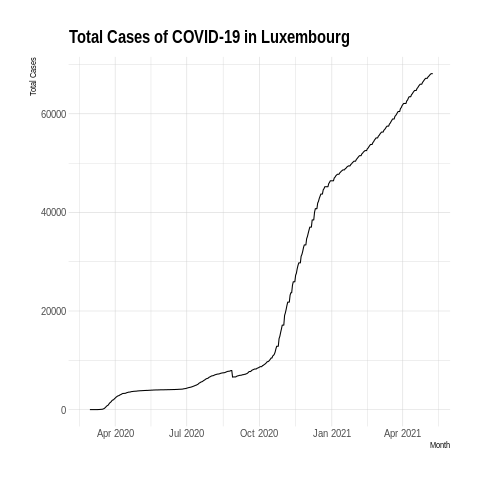 Total Cases of COVID-19 in Luxembourg
Total Cases
60000
40000
20000
0
Apr 2020 Jul 2020 Oct 2020 Jan 2021 Apr 2021
Month